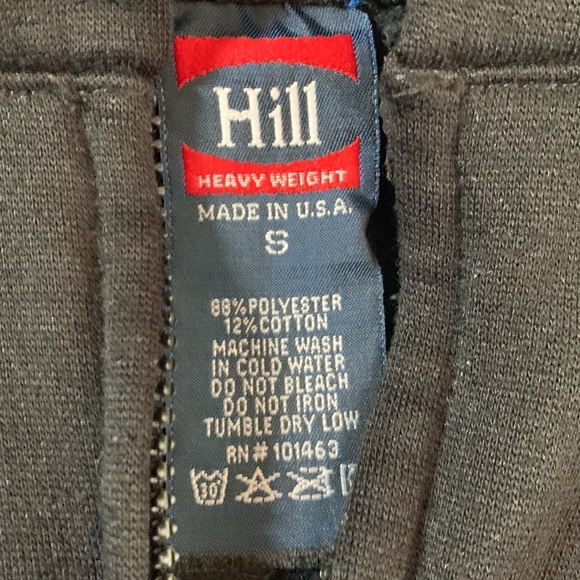 Hill
HEAVY WEIGHT
MADE IN U.S.A.
S
88% POLYESTER
12% COTTON
MACHINE WASH
IN COLD WATER
DO NOT BLEACH
DO NOT IRON
TUMBLE DRY LOW
RN# 101463
30°